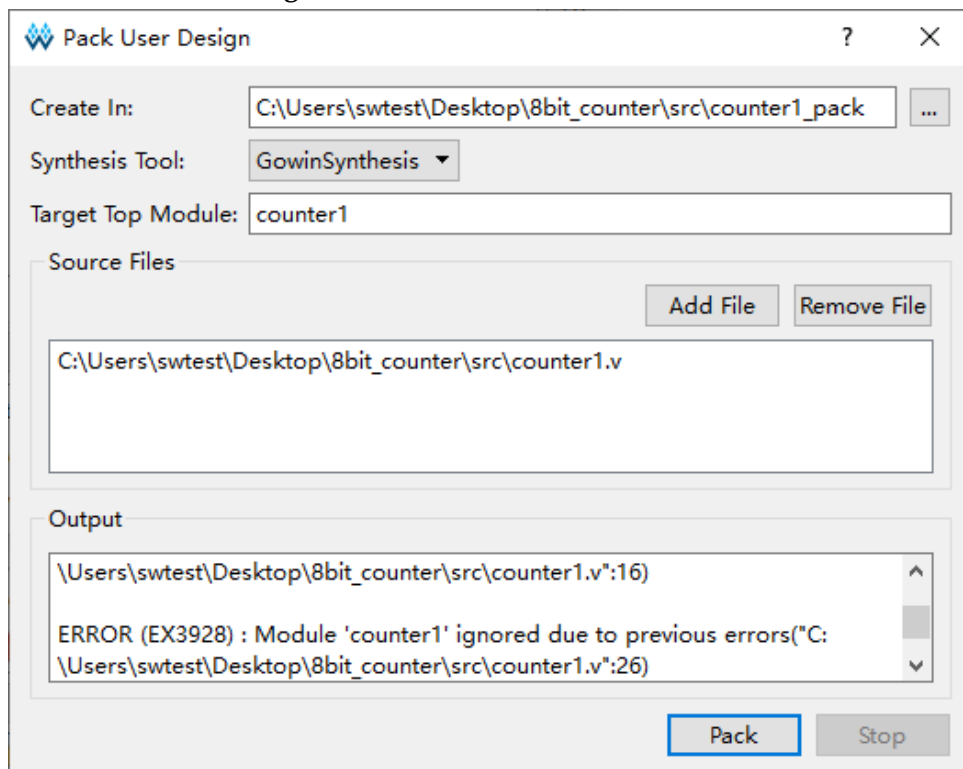 Pack User Design
?
Create In:
C:\Users\swtest\Desktop\8bit_counter\src\counter1_pack
...
Synthesis Tool:
GowinSynthesis
Target Top Module:
counter1
Source Files
Add File
Remove File
C:\Users\swtest\Desktop\8bit_counter\src\counter1.v
Output
\Users\swtest\Desktop\8bit_counter\src\counter1.v":16)
ERROR (EX3928) : Module 'counter1' ignored due to previous errors("C:
\Users\swtest\Desktop\8bit_counter\src\counter1.v":26)
Pack
Stop